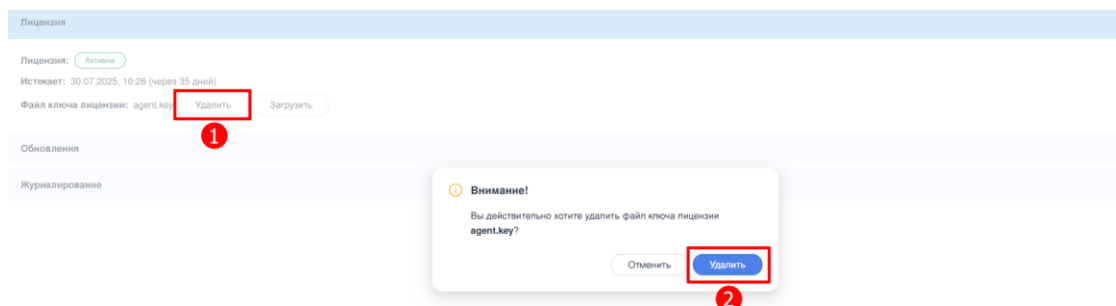 Лицензия
Лицензия: Активна
Истекает: 30.07.2025, 10:26 (через 35 дней)
Файл ключа лицензии: agent.key Удалить Загрузить
1
Обновления
Журналирование
Внимание!
Вы действительно хотите удалить файл ключа лицензии
agent.key?
Отменить Удалить
2